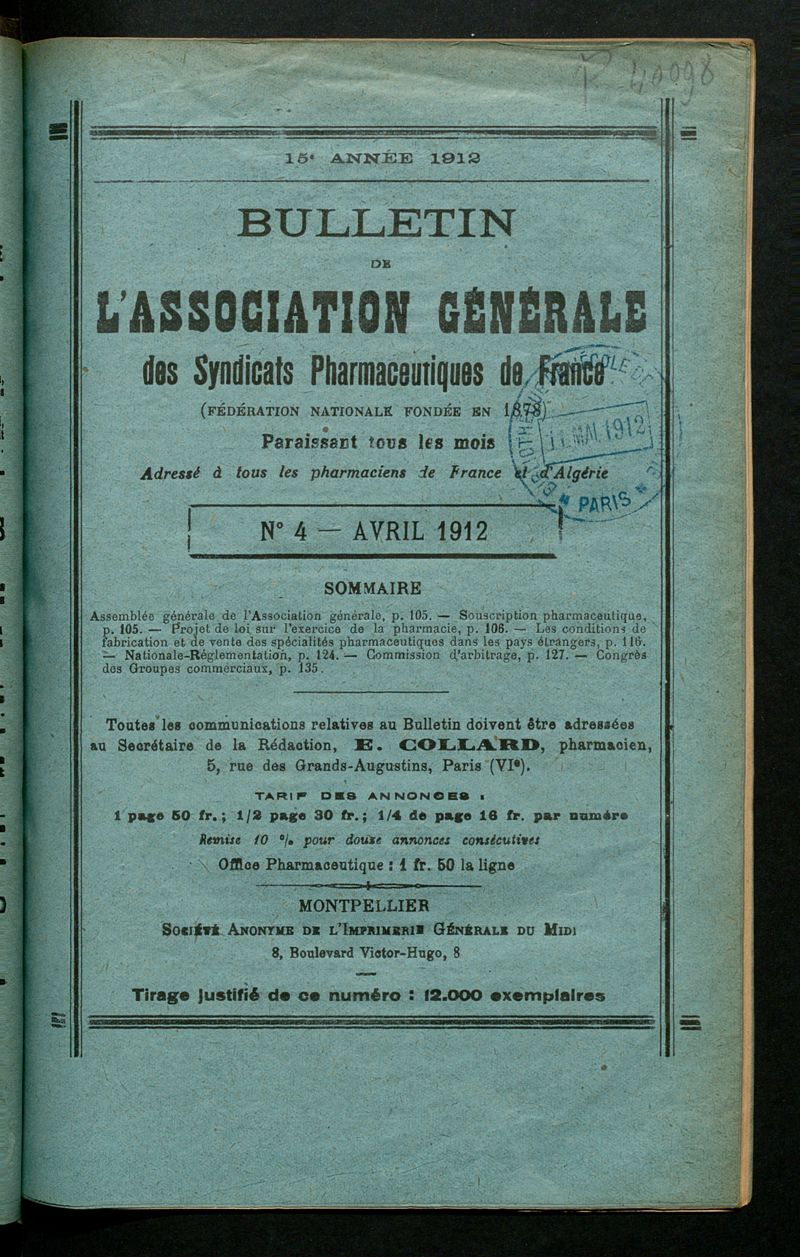 P 40098
15e ANNÉE 1912
BULLETIN
DE
L'ASSOCIATION GÉNÉRALE
des Syndicats Pharmaceutiques de France
(FÉDÉRATION NATIONALE FONDÉE EN 1878)
Paraissant tous les mois
Adressé à tous les pharmaciens de France et d'Algérie
MAI 1912
PARIS
N° 4 — AVRIL 1912
SOMMAIRE
Assemblée générale de l'Association générale, p. 105. — Souscription pharmaceutique,
p. 105. — Projet de loi sur l'exercice de la pharmacie, p. 106. — Les conditions de
fabrication et de vente des spécialités pharmaceutiques dans les pays étrangers, p. 116.
— Nationale-Réglementation, p. 124. — Commission d'arbitrage, p. 127. — Congrès
des Groupes commerciaux, p. 135.
Toutes les communications relatives au Bulletin doivent être adressées
au Secrétaire de la Rédaction, E. COLLARD, pharmacien,
5, rue des Grands-Augustins, Paris (VIe).
TARIF DES ANNONCES :
1 page 50 fr.; 1/2 page 30 fr.; 1/4 de page 16 fr. par numéro
Remise 10 % pour douze annonces consécutives
Office Pharmaceutique : 1 fr. 50 la ligne
MONTPELLIER
SOCIÉTÉ ANONYME DE L'IMPRIMERIE GÉNÉRALE DU MIDI
8, Boulevard Victor-Hugo, 8
Tirage justifié de ce numéro : 12.000 exemplaires